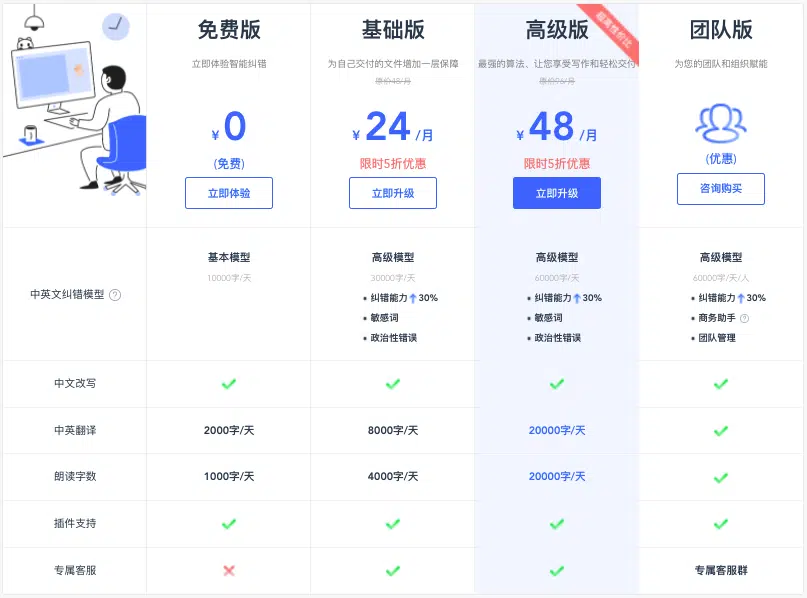 免费版
立即体验智能纠错
¥0
(免费)
立即体验
基础版
为自己交付的文件增加一层保障
原价48/月
¥24/月
限时5折优惠
立即升级
高级版
超高性价比
最强的算法、让您享受写作和轻松交付
原价96/月
¥48/月
限时5折优惠
立即升级
团队版
为您的团队和组织赋能
(优惠)
咨询购买
中英文纠错模型 ?
基本模型
10000字/天
高级模型
30000字/天
• 纠错能力 30%
• 敏感词
• 政治性错误
高级模型
60000字/天
• 纠错能力 30%
• 敏感词
• 政治性错误
高级模型
60000字/天/人
• 纠错能力 30%
• 商务助手 ?
• 团队管理
中文改写
中英翻译 2000字/天 8000字/天 20000字/天
朗读字数 1000字/天 4000字/天 20000字/天
插件支持
专属客服 专属客服群